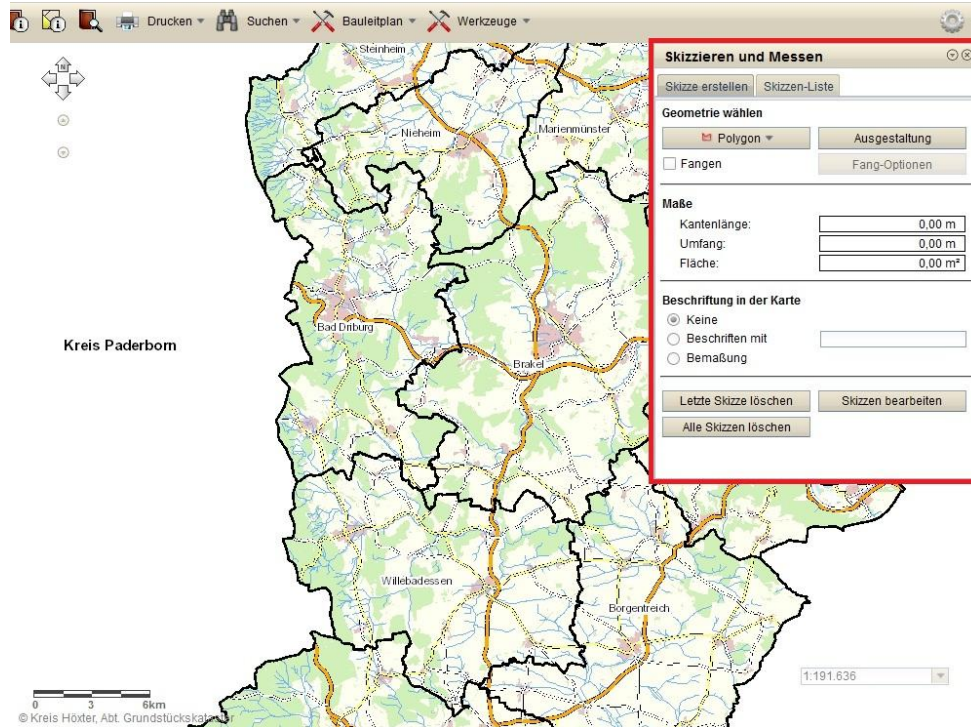 Drucken
Suchen
Bauleitplan
Werkzeuge
N
Steinheim
Nieheim
Marienmünster
Bad Driburg
Kreis Paderborn
Brakel
Willebadessen
Borgentreich
Skizzieren und Messen
Skizze erstellen Skizzen-Liste
Geometrie wählen
Polygon Ausgestaltung
Fangen Fang-Optionen
Maße
Kantenlänge: 0,00 m
Umfang: 0,00 m
Fläche: 0,00 m²
Beschriftung in der Karte
Keine
Beschriften mit
Bemaßung
Letzte Skizze löschen Skizzen bearbeiten
Alle Skizzen löschen
1:191.636
0 3 6km
© Kreis Höxter, Abt. Grundstückskataster